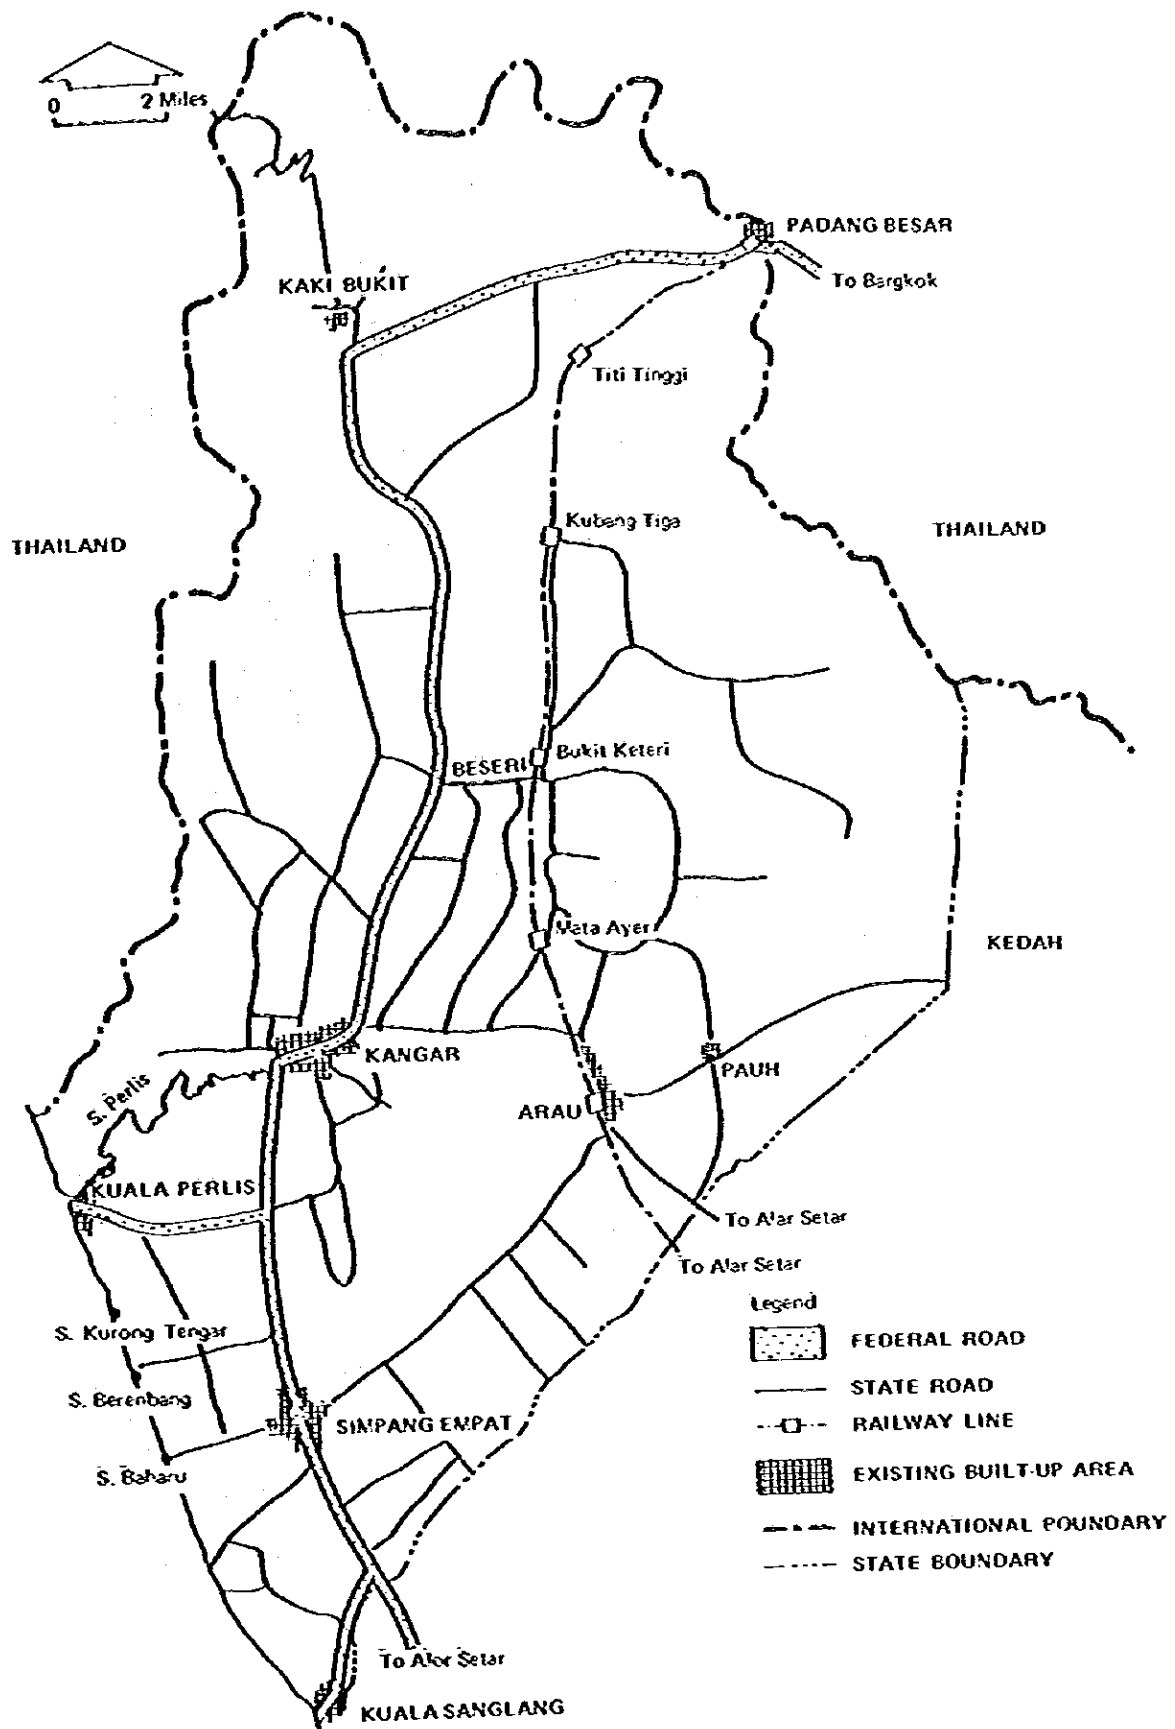 0 2 Miles
PADANG BESAR
To Bargkok
KAKI BUKIT
Titi Tinggi
Kubang Tiga
THAILAND
THAILAND
Bukit Keteri
BESERI
Mata Ayer
KEDAH
KANGAR
PAUH
S. Perlis
ARAU
KUALA PERLIS
To Alar Setar
To Alar Setar
Legend
S. Kurong Tengar
FEDERAL ROAD
STATE ROAD
S. Berenbang
RAILWAY LINE
SIMPANG EMPAT
S. Baharu
EXISTING BUILT-UP AREA
INTERNATIONAL POUNDARY
STATE BOUNDARY
To Alor Setar
KUALA SANGLANG